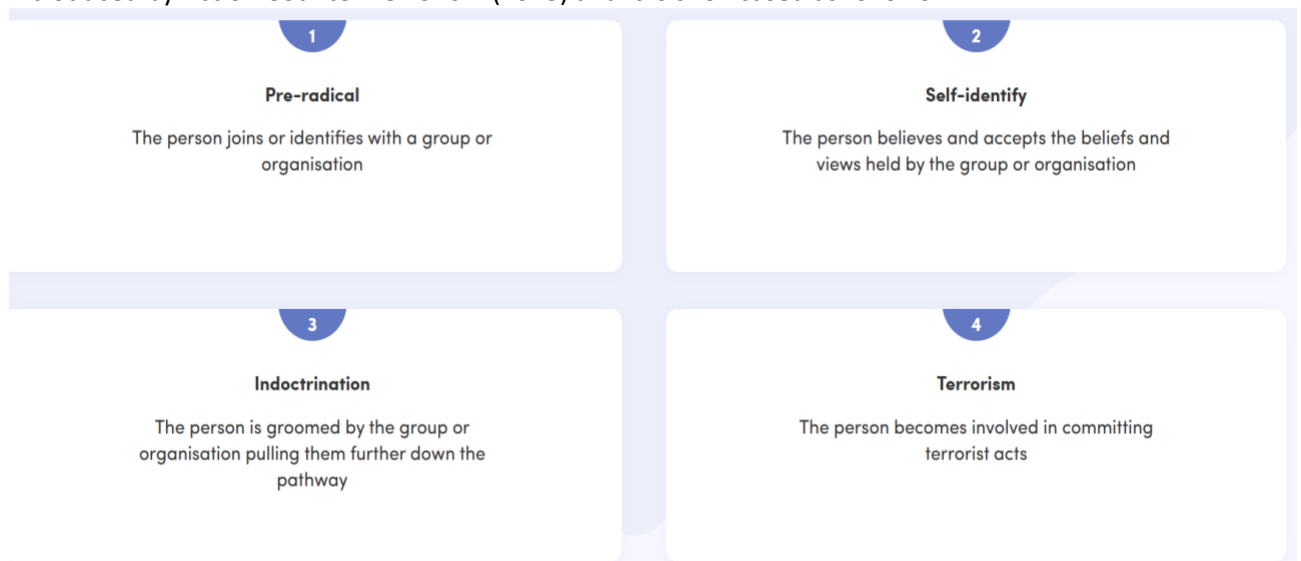 1
Pre-radical
The person joins or identifies with a group or
organisation
2
Self-identify
The person believes and accepts the beliefs and
views held by the group or organisation
3
Indoctrination
The person is groomed by the group or
organisation pulling them further down the
pathway
4
Terrorism
The person becomes involved in committing
terrorist acts